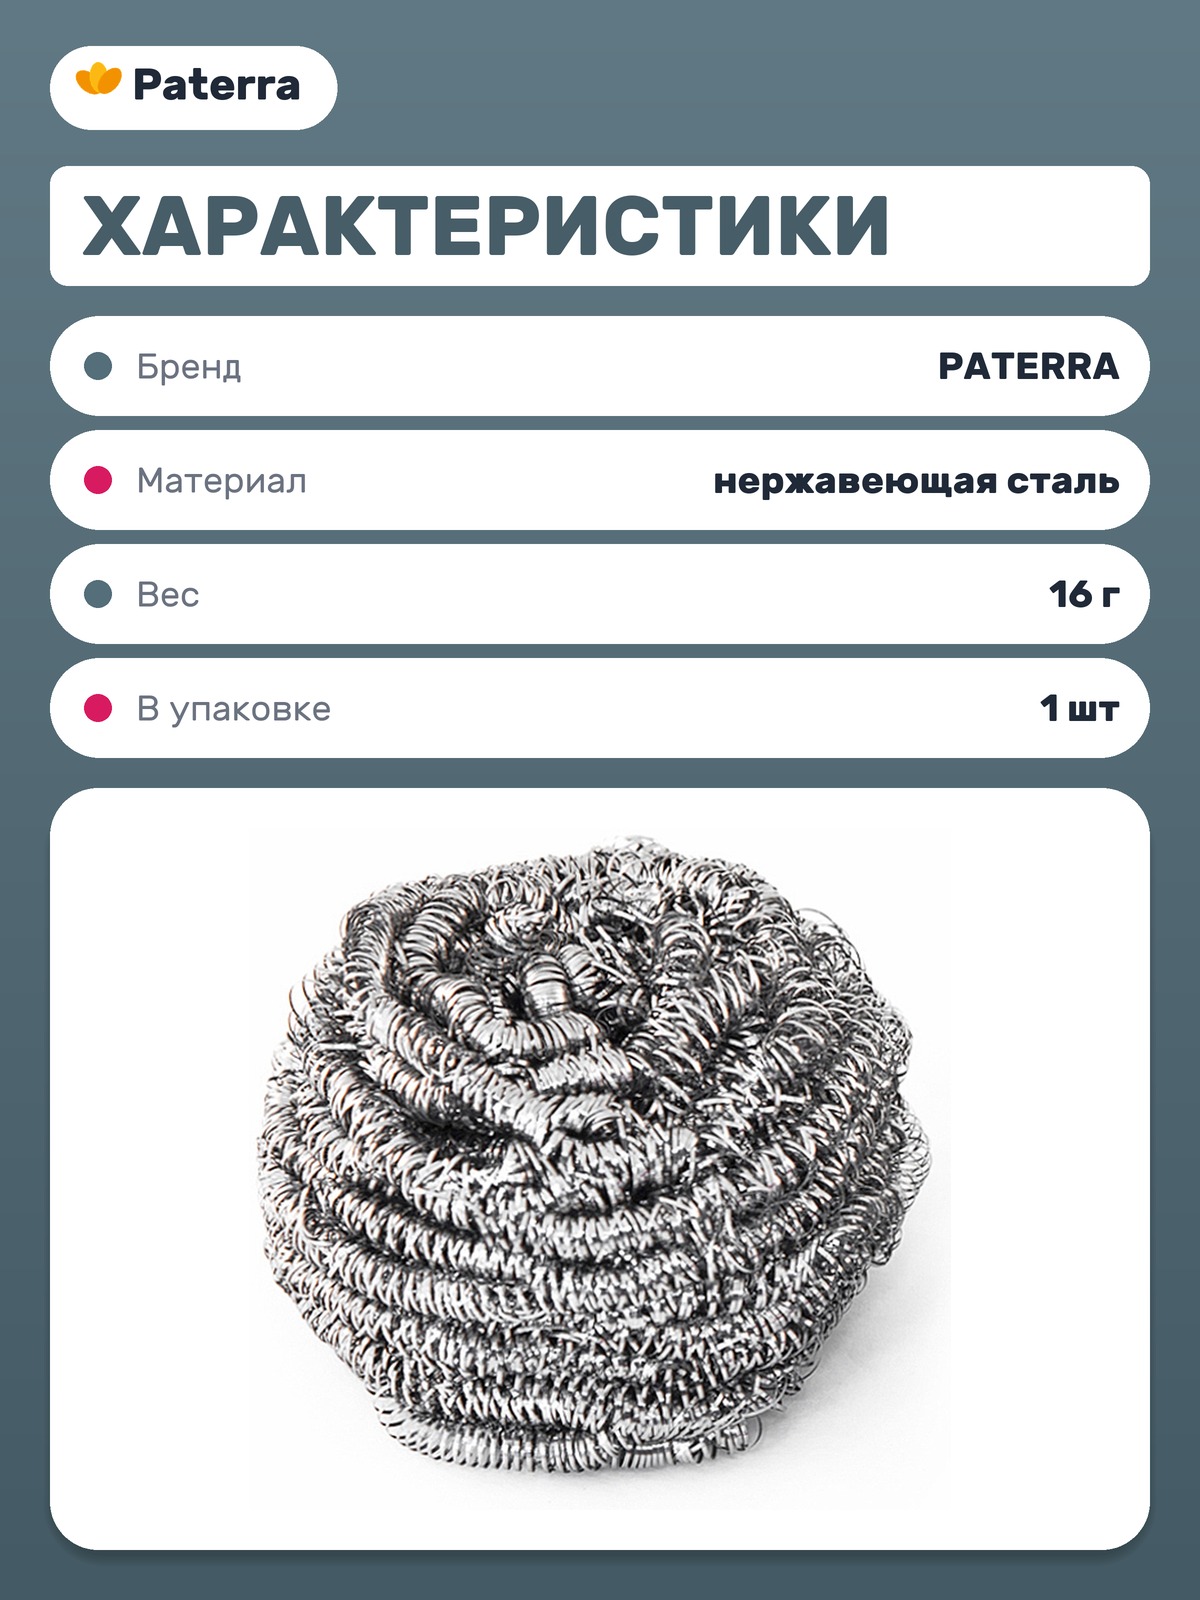 Paterra
ХАРАКТЕРИСТИКИ
Бренд PATERRA
Материал нержавеющая сталь
Вес 16 г
В упаковке 1 шт